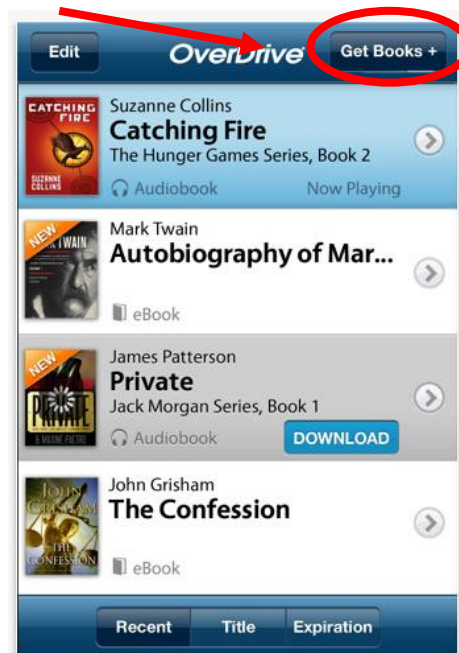 Edit
OverDrive
Get Books +
CATCHING
FIRE
SUZANNE
COLLINS
Suzanne Collins
Catching Fire
The Hunger Games Series, Book 2
Audiobook
Now Playing
NEW
TWAIN
Mark Twain
Autobiography of Mar...
eBook
NEW
PRIVATE
& MAXINE PAETRO
James Patterson
Private
Jack Morgan Series, Book 1
Audiobook
DOWNLOAD
JOHN
GRISHAM
THE
CONFESSION
John Grisham
The Confession
eBook
Recent
Title
Expiration